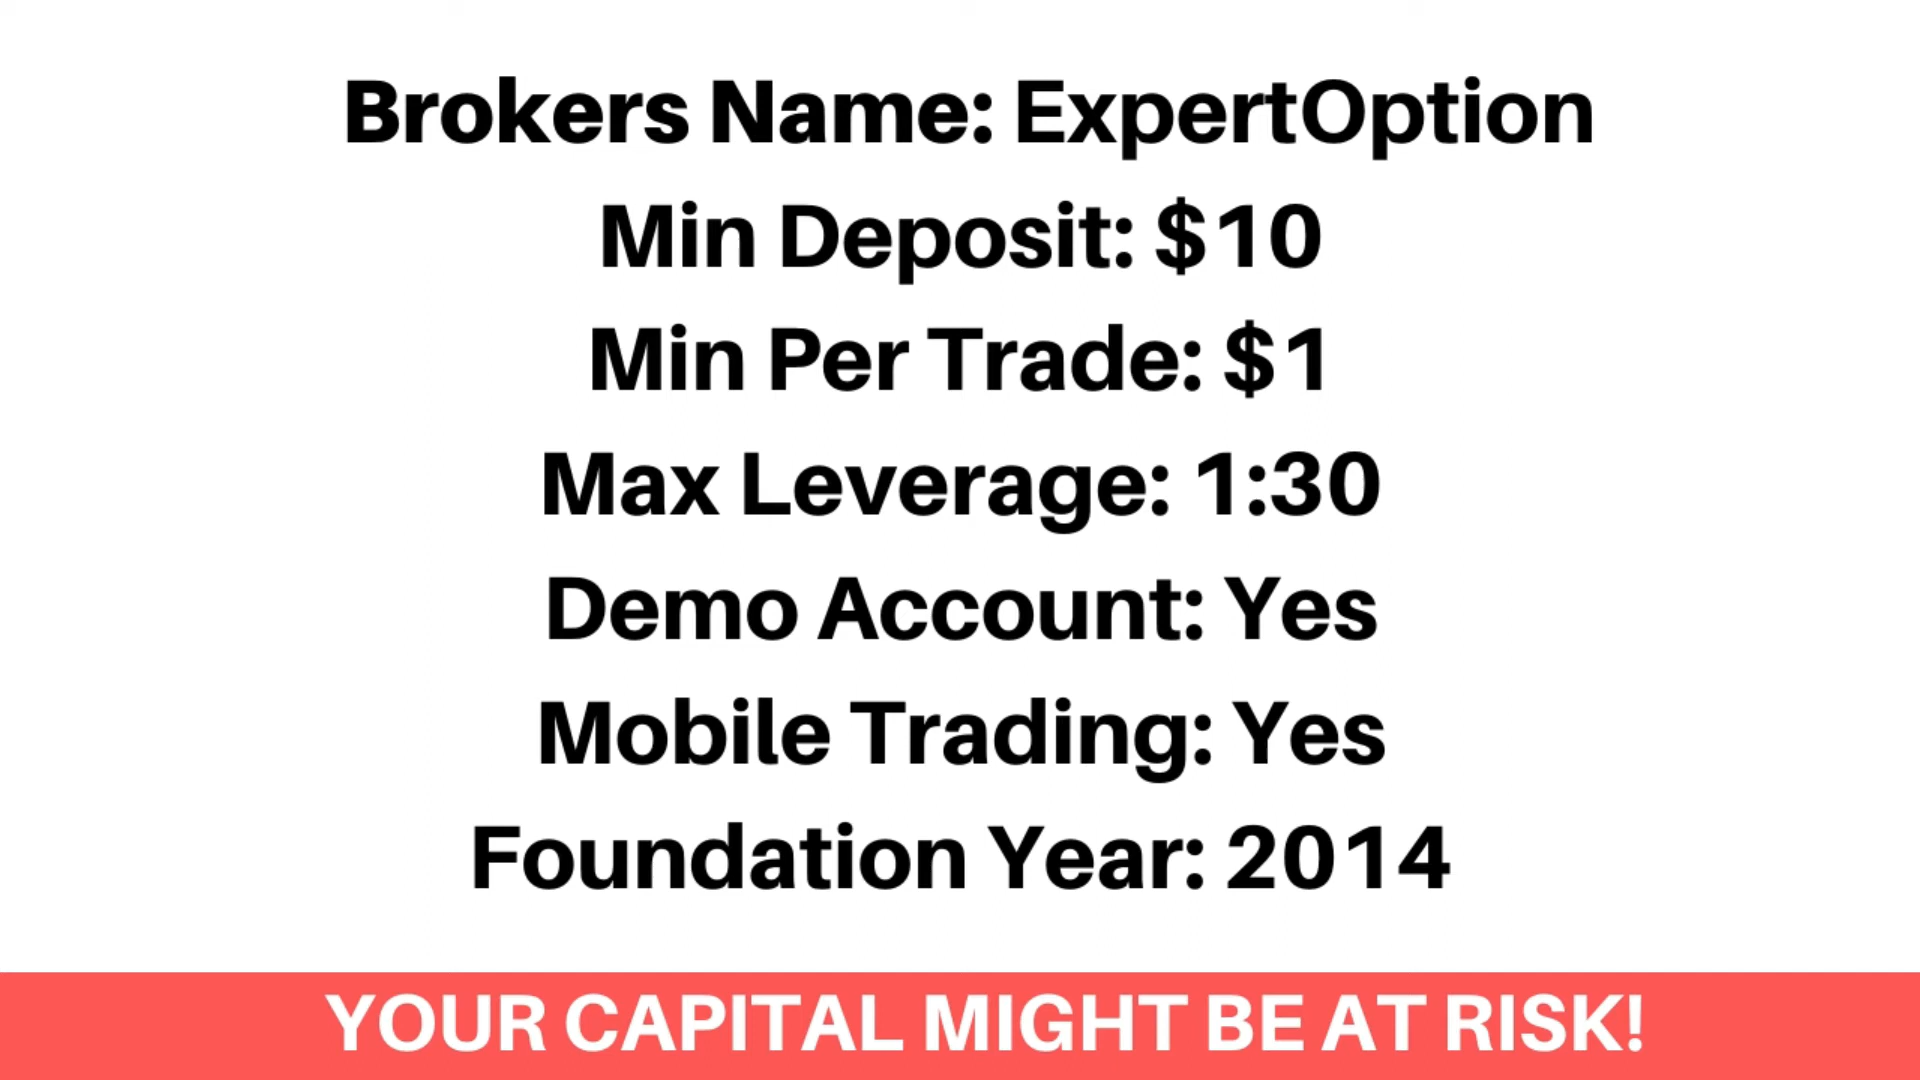 Brokers Name: ExpertOption
Min Deposit: $10
Min Per Trade: $1
Max Leverage: 1:30
Demo Account: Yes
Mobile Trading: Yes
Foundation Year: 2014
YOUR CAPITAL MIGHT BE AT RISK!